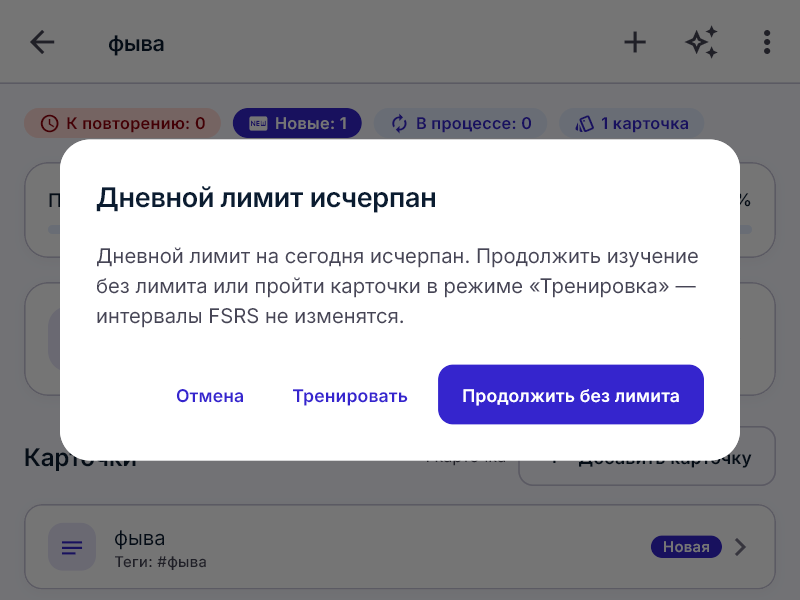 фыва
К повторению: 0
NEW Новые: 1
В процессе: 0
1 карточка
%
Дневной лимит исчерпан
Дневной лимит на сегодня исчерпан. Продолжить изучение
без лимита или пройти карточки в режиме «Тренировка» —
интервалы FSRS не изменятся.
Отмена
Тренировать
Продолжить без лимита
Карточки
Добавить карточку
фыва
Теги: #фыва
Новая